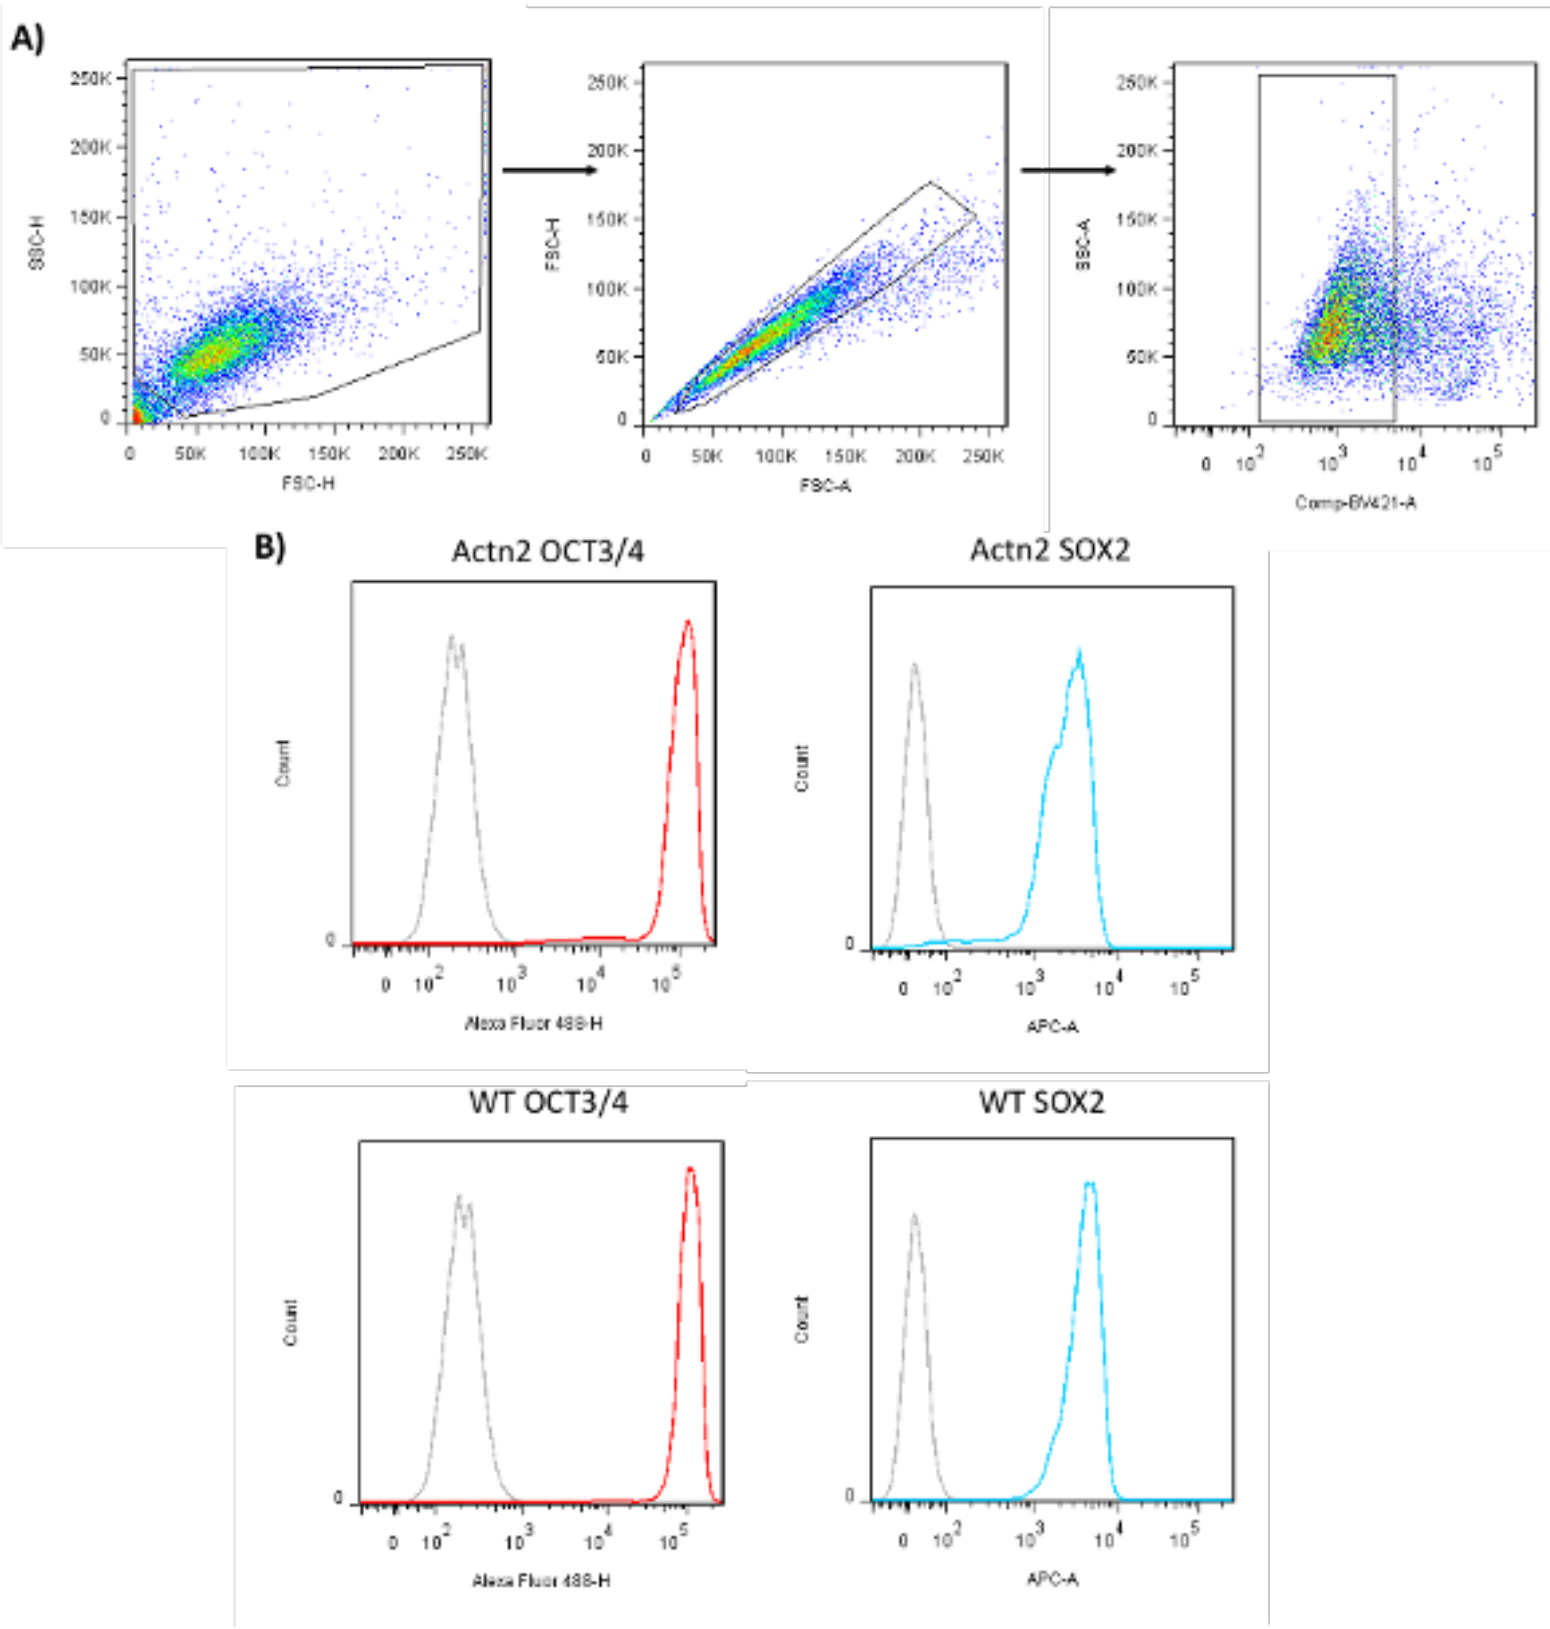 A)
250K
200K
150K
100K
50K
0
SSC-H
0 50K 100K 150K 200K 250K
FSC-H
250K
200K
150K
100K
50K
0
FSC-H
0 50K 100K 150K 200K 250K
FSC-A
250K
200K
150K
100K
50K
0
SSC-A
0 10^2 10^3 10^4 10^5
Comp-BV421-A
B)
Actn2 OCT3/4
Count
0
0 10^2 10^3 10^4 10^5
Alexa Fluor 488-H
Actn2 SOX2
Count
0
0 10^2 10^3 10^4 10^5
APC-A
WT OCT3/4
Count
0
0 10^2 10^3 10^4 10^5
Alexa Fluor 488-H
WT SOX2
Count
0
0 10^2 10^3 10^4 10^5
APC-A